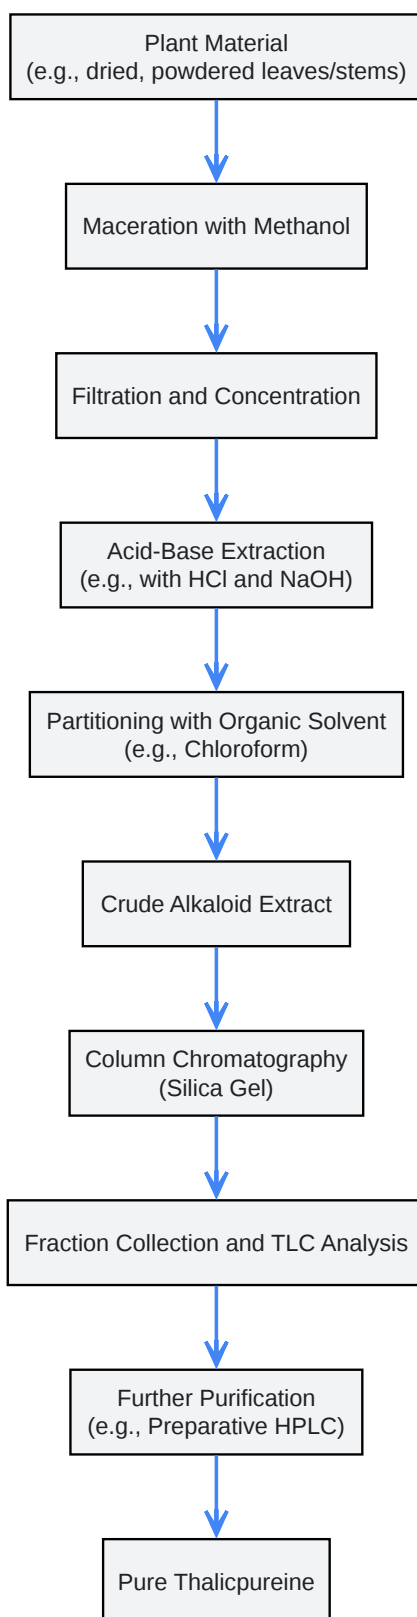 Plant Material
(e.g., dried, powdered leaves/stems)
Maceration with Methanol
Filtration and Concentration
Acid-Base Extraction
(e.g., with HCl and NaOH)
Partitioning with Organic Solvent
(e.g., Chloroform)
Crude Alkaloid Extract
Column Chromatography
(Silica Gel)
Fraction Collection and TLC Analysis
Further Purification
(e.g., Preparative HPLC)
Pure Thalicpureine